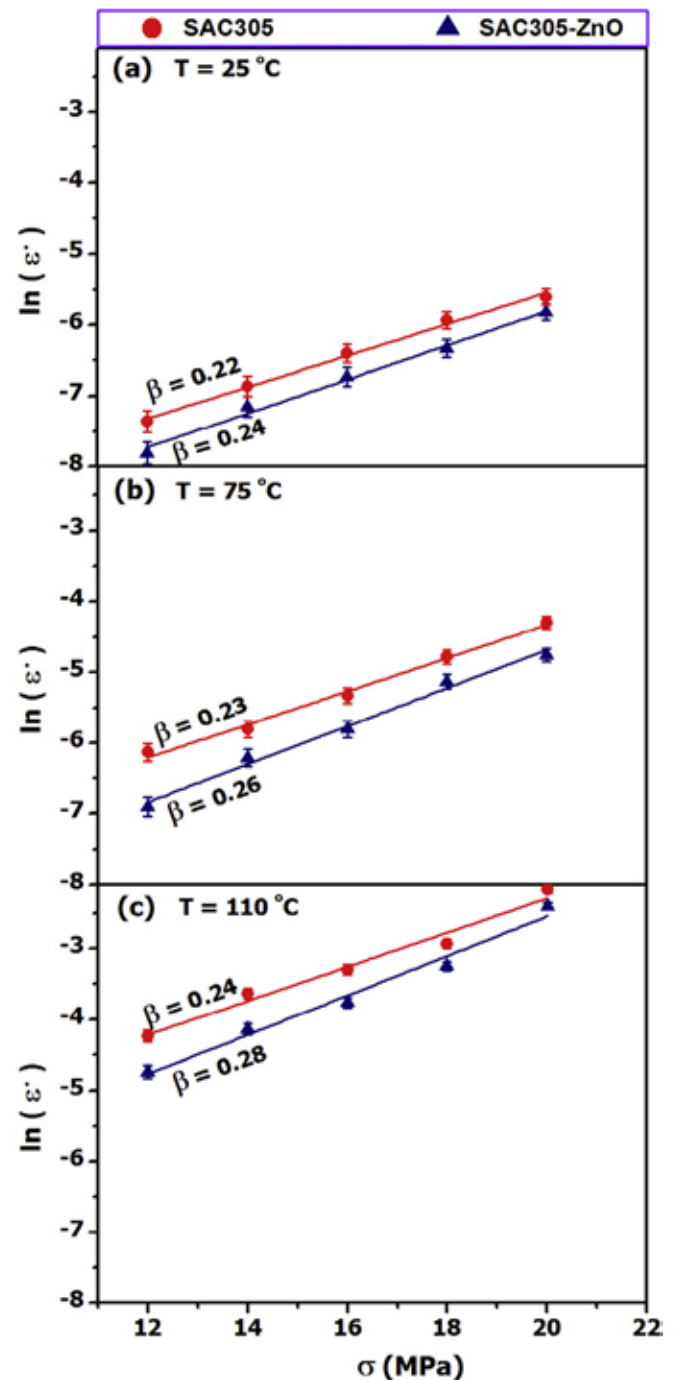 SAC305 SAC305-ZnO
(a) T = 25 °C
-3
-4
-5
-6
-7
-8
ln ( ε· )
β = 0.22
β = 0.24
(b) T = 75 °C
-3
-4
-5
-6
-7
-8
ln ( ε· )
β = 0.23
β = 0.26
(c) T = 110 °C
-3
-4
-5
-6
-7
-8
ln ( ε· )
β = 0.24
β = 0.28
12 14 16 18 20 22
σ (MPa)